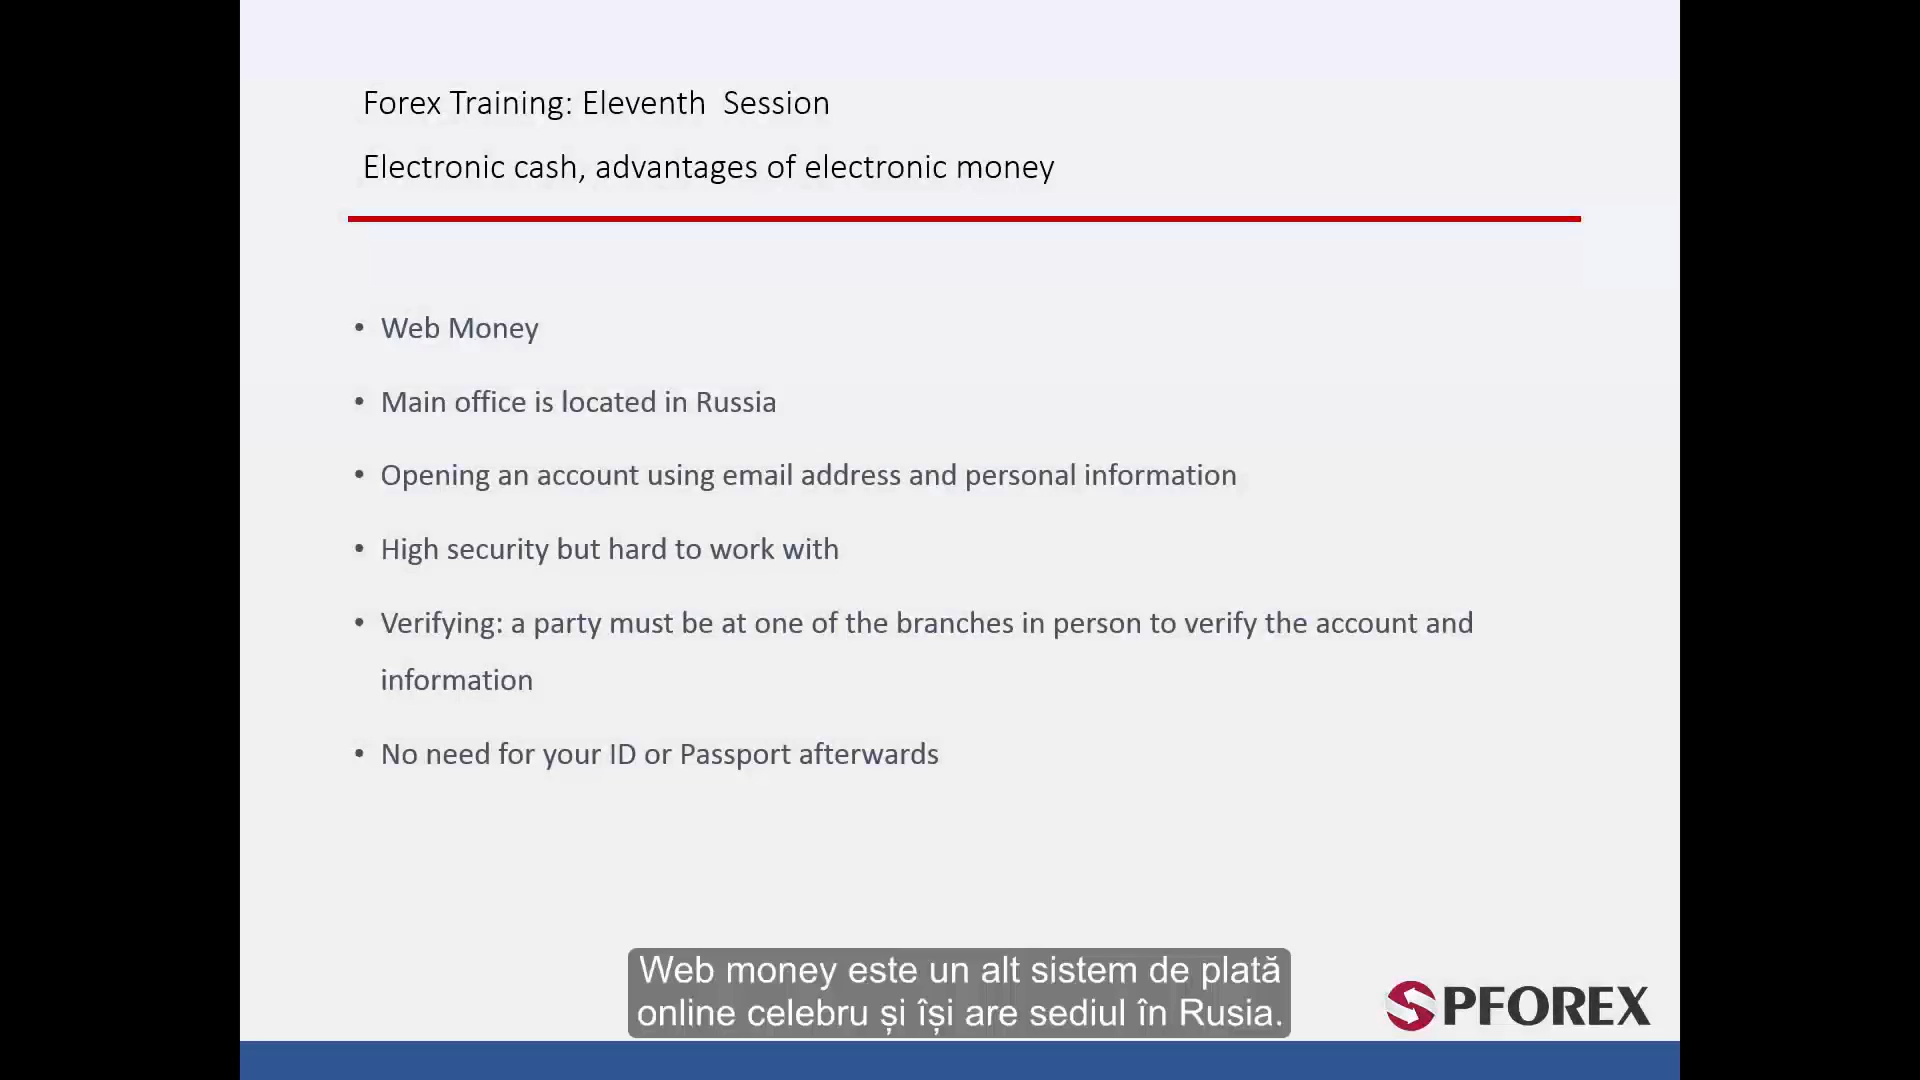 Forex Training: Eleventh Session
Electronic cash, advantages of electronic money
• Web Money
• Main office is located in Russia
• Opening an account using email address and personal information
• High security but hard to work with
• Verifying: a party must be at one of the branches in person to verify the account and
information
• No need for your ID or Passport afterwards
Web money este un alt sistem de plată
online celebru și își are sediul în Rusia.
SPFOREX